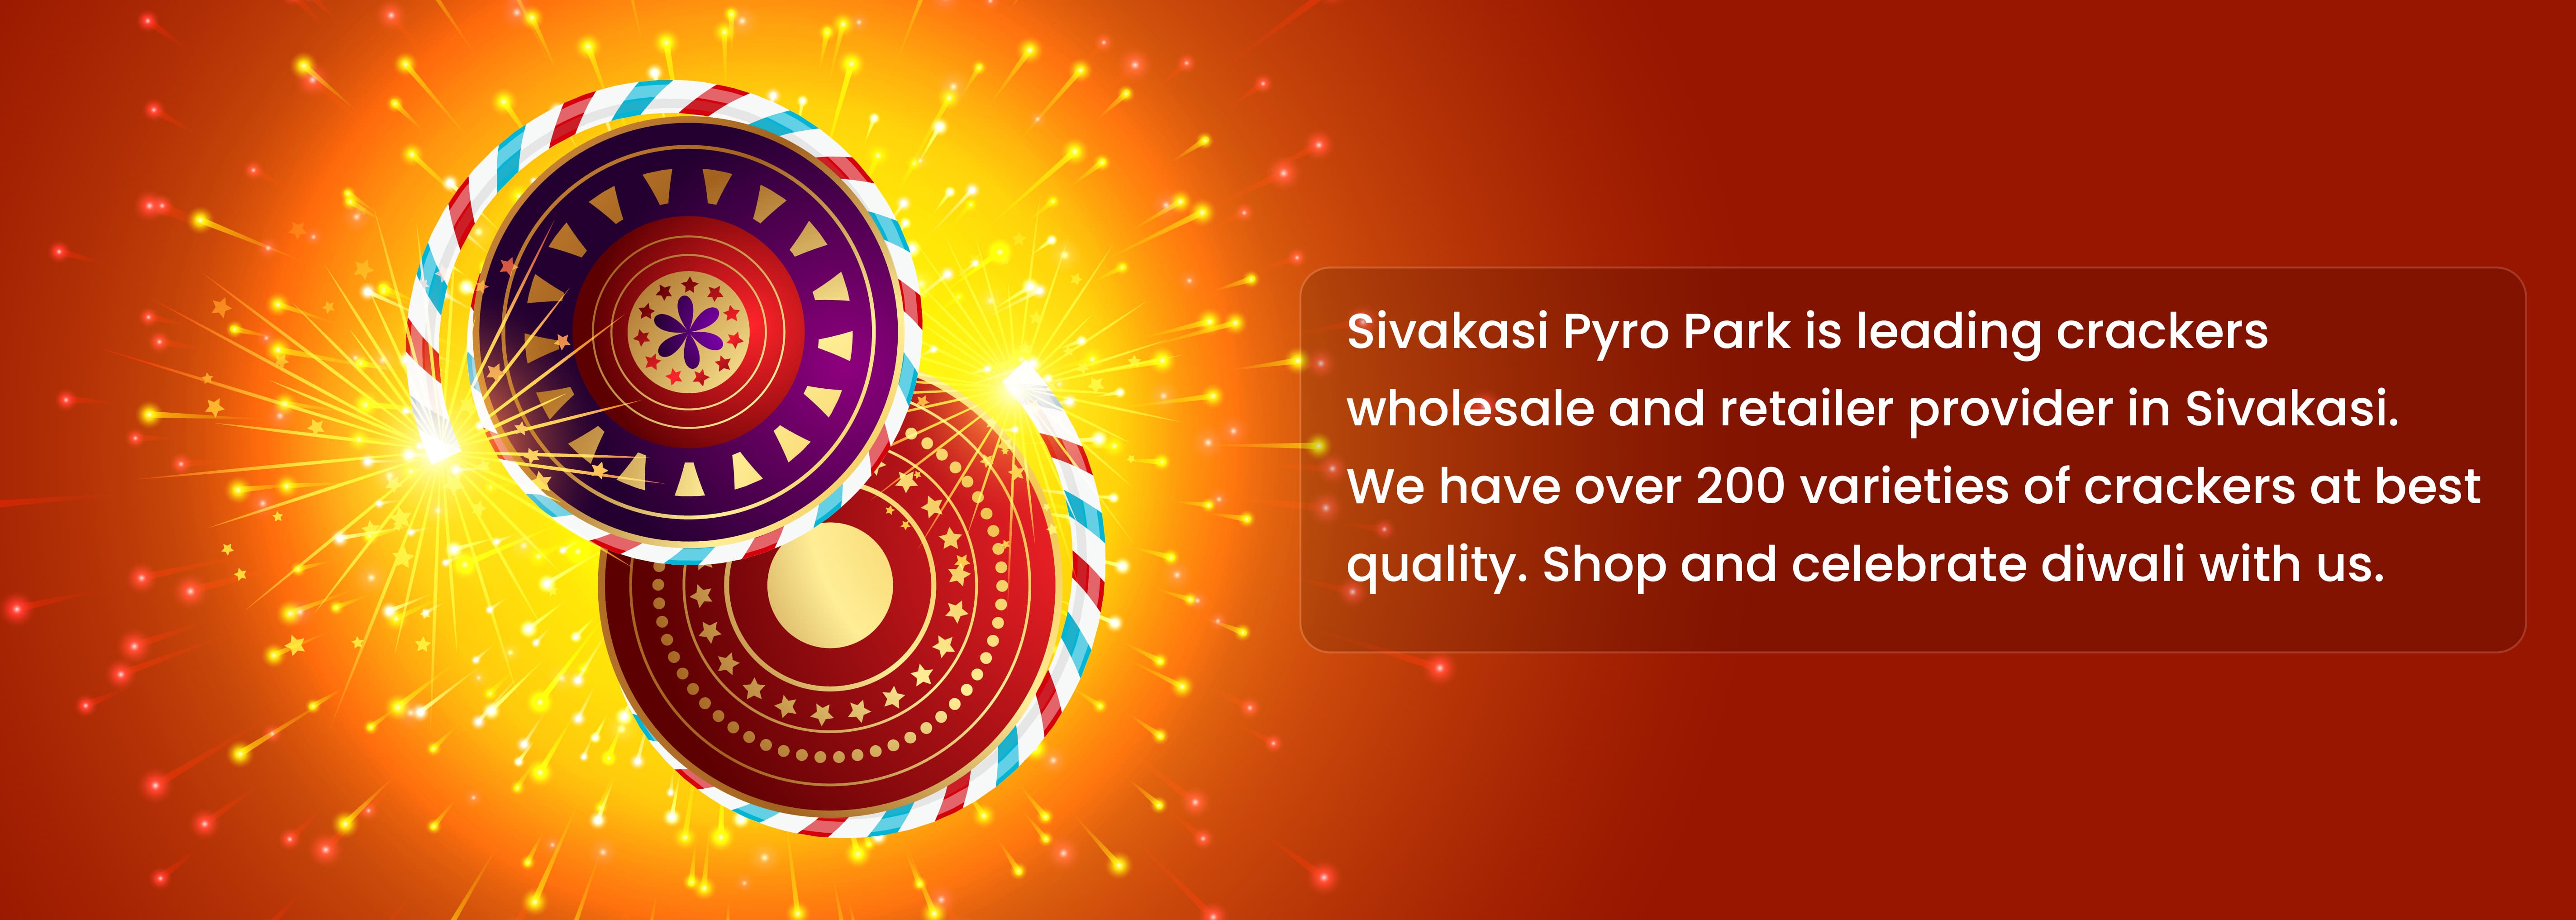 Sivakasi Pyro Park is leading crackers
wholesale and retailer provider in Sivakasi.
We have over 200 varieties of crackers at best
quality. Shop and celebrate diwali with us.